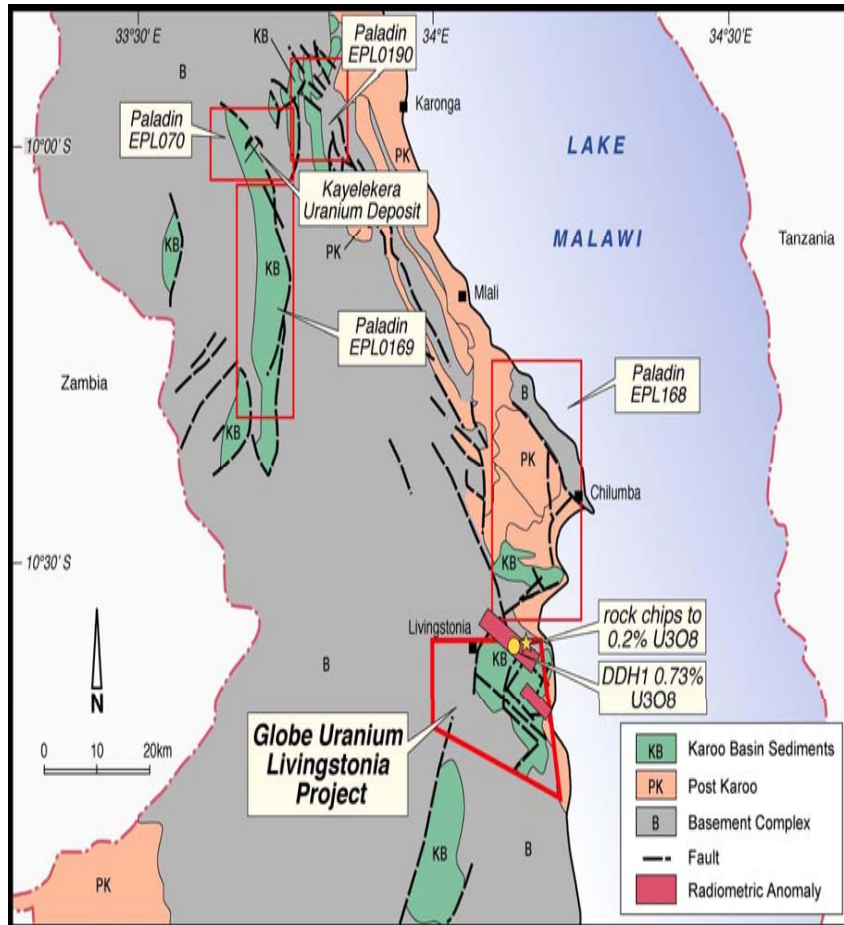 33°30' E
34°E
34°30' E
KB
Paladin
EPL0190
B
Paladin
EPL070
Karonga
10°00' S
PK
LAKE
MALAWI
Kayelekera
Uranium Deposit
KB
KB
PK
Tanzania
Mlali
Paladin
EPL0169
Zambia
Paladin
EPL168
B
KB
PK
Chilumba
10°30' S
KB
Livingstonia
rock chips to
0.2% U3O8
KB
B
DDH1 0.73%
U3O8
N
0 10 20km
Globe Uranium
Livingstonia
Project
KB Karoo Basin Sediments
PK Post Karoo
B Basement Complex
Fault
Radiometric Anomaly
KB
B
PK